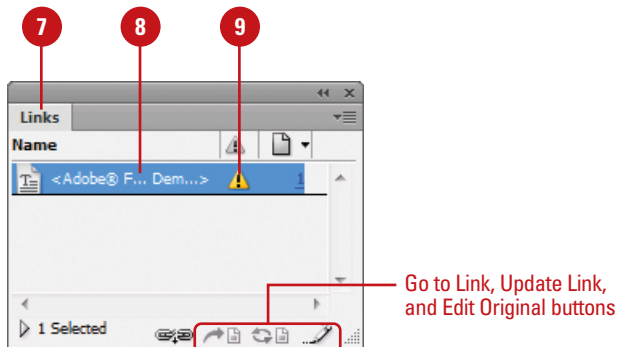 7 8 9
Links
Name
<Adobe® F... Dem...> 1
Go to Link, Update Link,
and Edit Original buttons
1 Selected